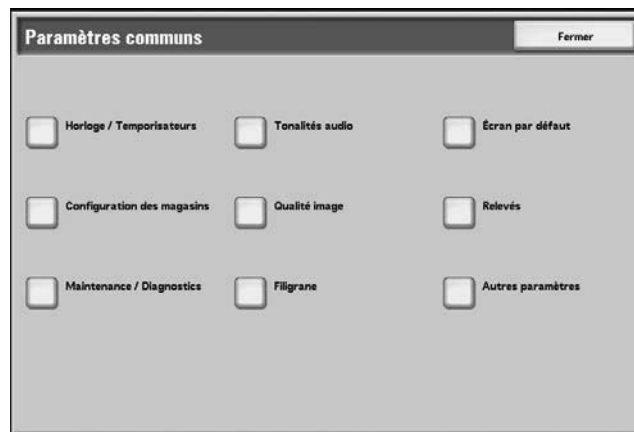 Paramètres communs
Fermer
Horloge / Temporisateurs
Tonalités audio
Écran par défaut
Configuration des magasins
Qualité image
Relevés
Maintenance / Diagnostics
Filigrane
Autres paramètres